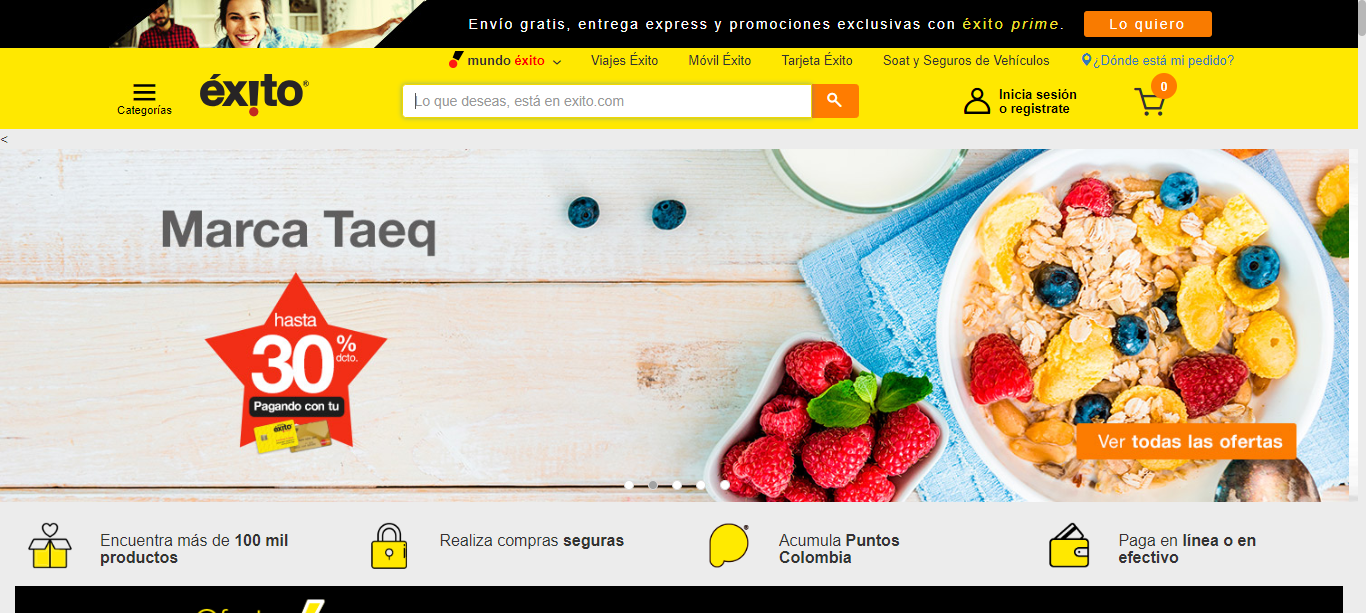 Envío gratis, entrega express y promociones exclusivas con éxito prime.
Lo quiero
mundo éxito
Viajes Éxito
Móvil Éxito
Tarjeta Éxito
Soat y Seguros de Vehículos
¿Dónde está mi pedido?
Categorías
éxito®
Lo que deseas, está en exito.com
Inicia sesión
o registrate
0
<
Marca Taeq
hasta
30%
dcto.
Pagando con tu
éxito
Ver todas las ofertas
Encuentra más de 100 mil
productos
Realiza compras seguras
Acumula Puntos
Colombia
Paga en línea o en
efectivo